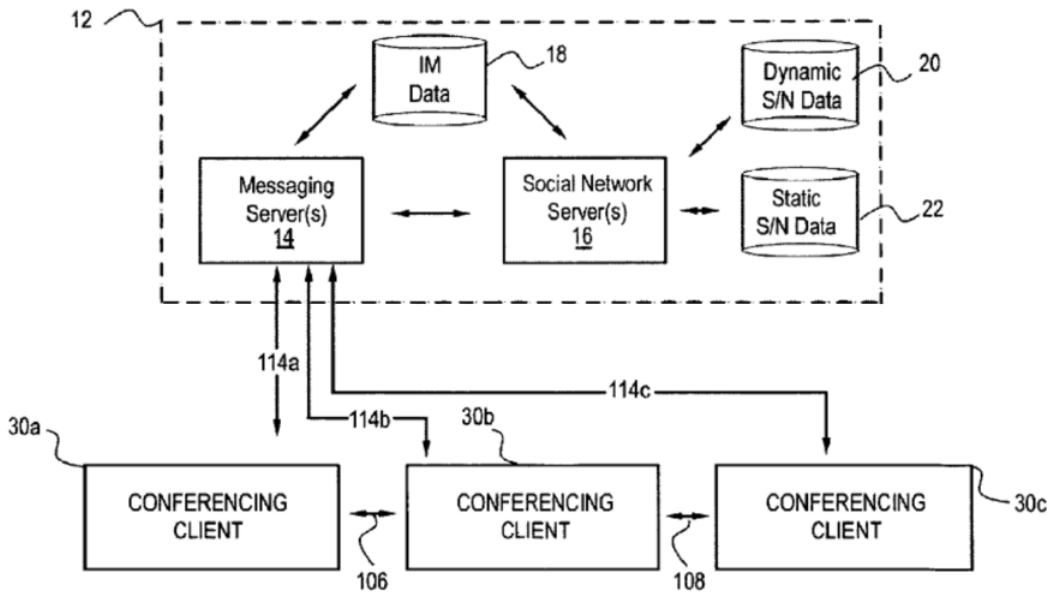 12
IM
Data
18
Dynamic
S/N Data
20
Messaging
Server(s)
14
Social Network
Server(s)
16
Static
S/N Data
22
114a
114b
114c
30a
30b
30c
CONFERENCING
CLIENT
CONFERENCING
CLIENT
CONFERENCING
CLIENT
106
108